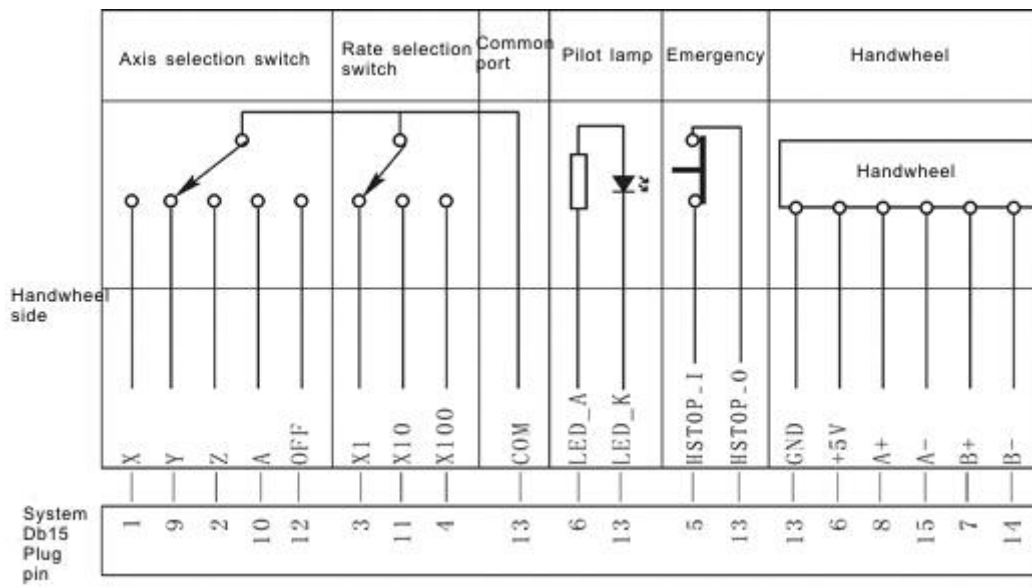 Axis selection switch
Rate selection
switch
Common
port
Pilot lamp
Emergency
Handwheel
Handwheel
Handwheel
side
X
Y
Z
A
OFF
X1
X10
X100
COM
LED_A
LED_K
HSTOP_I
HSTOP_O
GND
+5V
A+
A-
B+
B-
System
Db15
Plug
pin
1
9
2
10
12
3
11
4
13
6
13
5
13
13
6
8
15
7
14